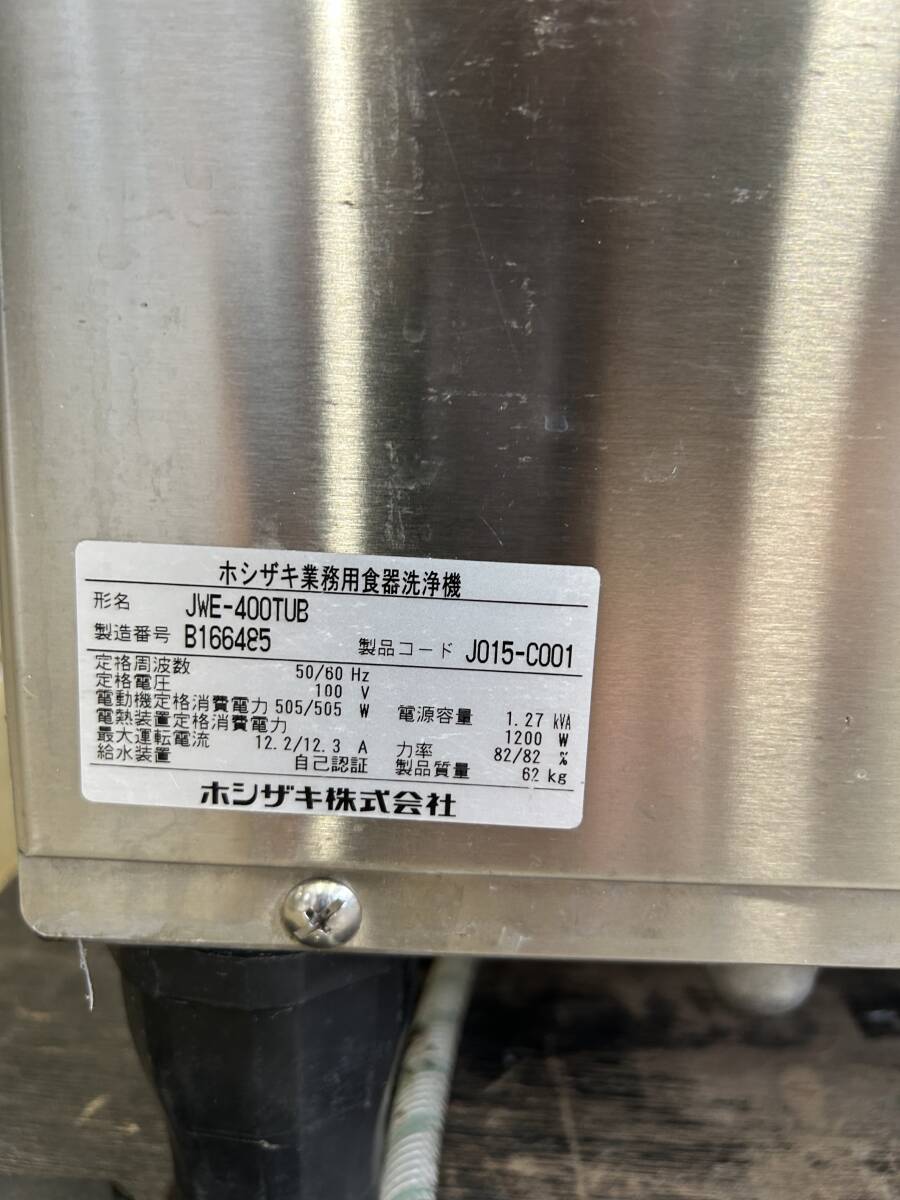 ホシザキ業務用食器洗浄機
形名 JWE-400TUB
製造番号 B166485 製品コード J015-C001
定格周波数 50/60 Hz
定格電圧 100 V
電動機定格消費電力 505/505 W 電源容量 1.27 kVA
電熱装置定格消費電力 1200 W
最大運転電流 12.2/12.3 A 力率 82/82 %
給水装置 自己認証 製品質量 62 kg
ホシザキ株式会社